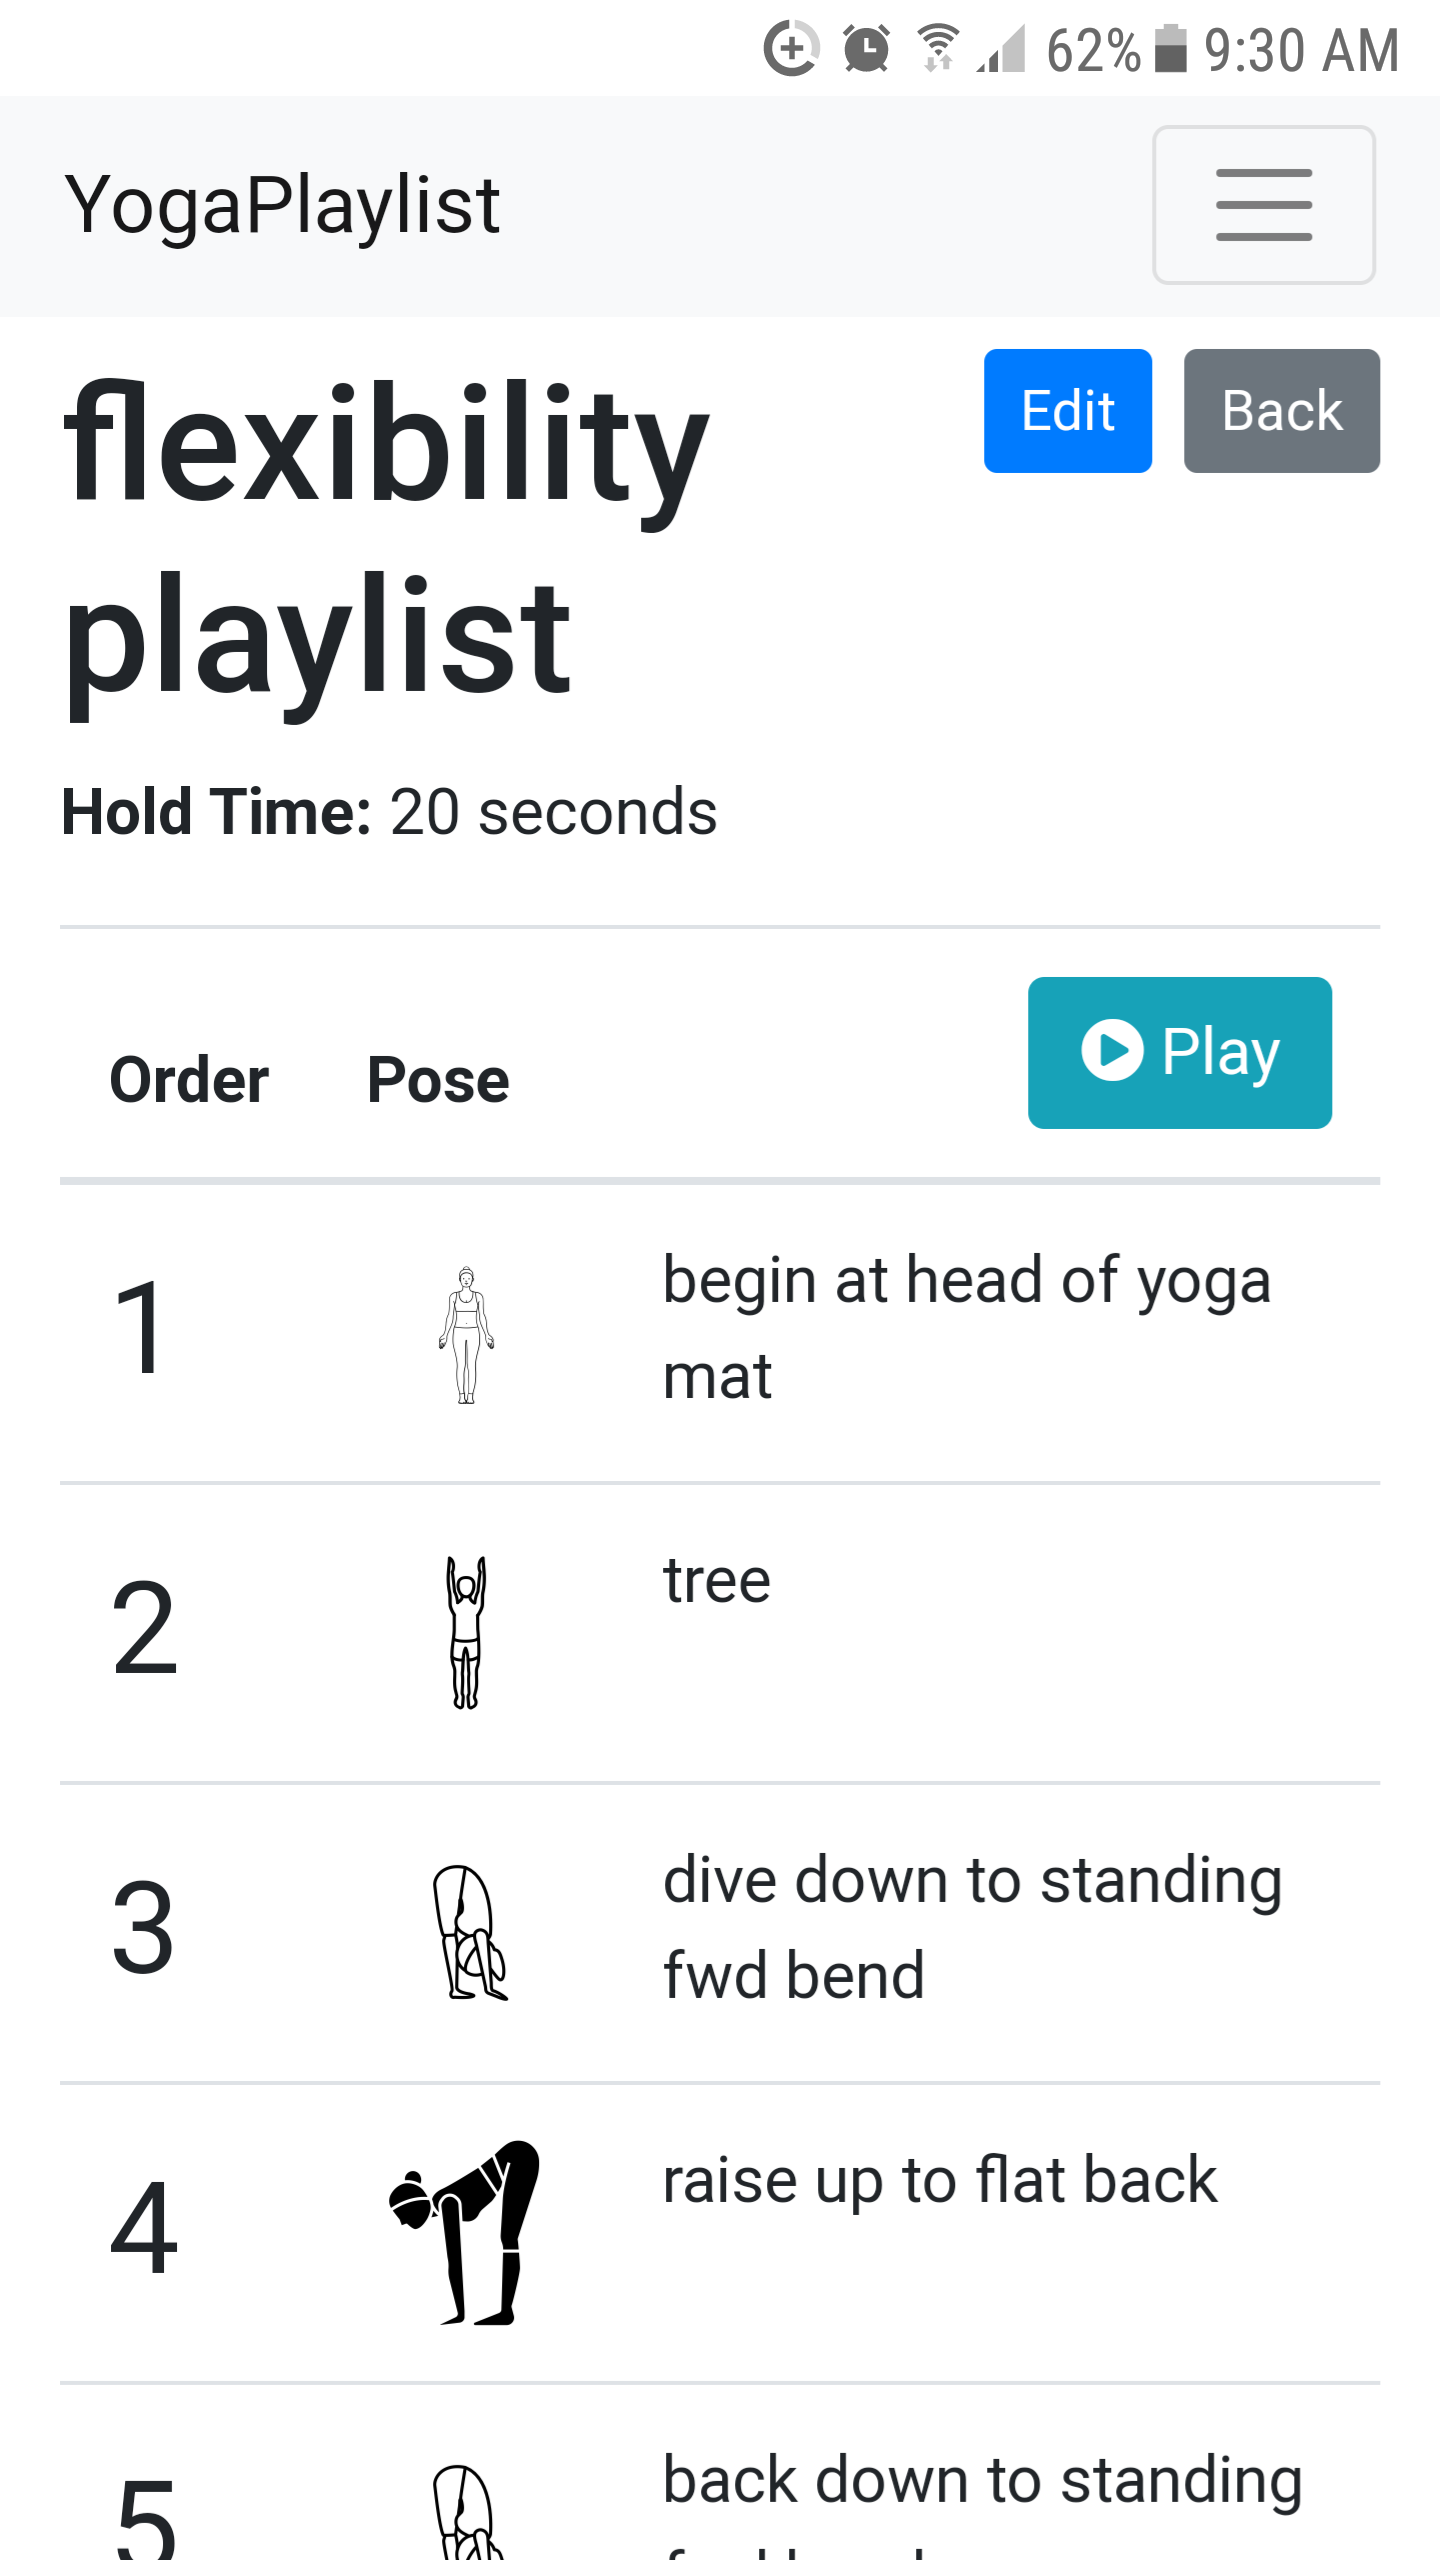 62% 9:30 AM
YogaPlaylist
flexibility
playlist
Edit
Back
Hold Time: 20 seconds
Order Pose
Play
1
begin at head of yoga
mat
2
tree
3
dive down to standing
fwd bend
4
raise up to flat back
5
back down to standing